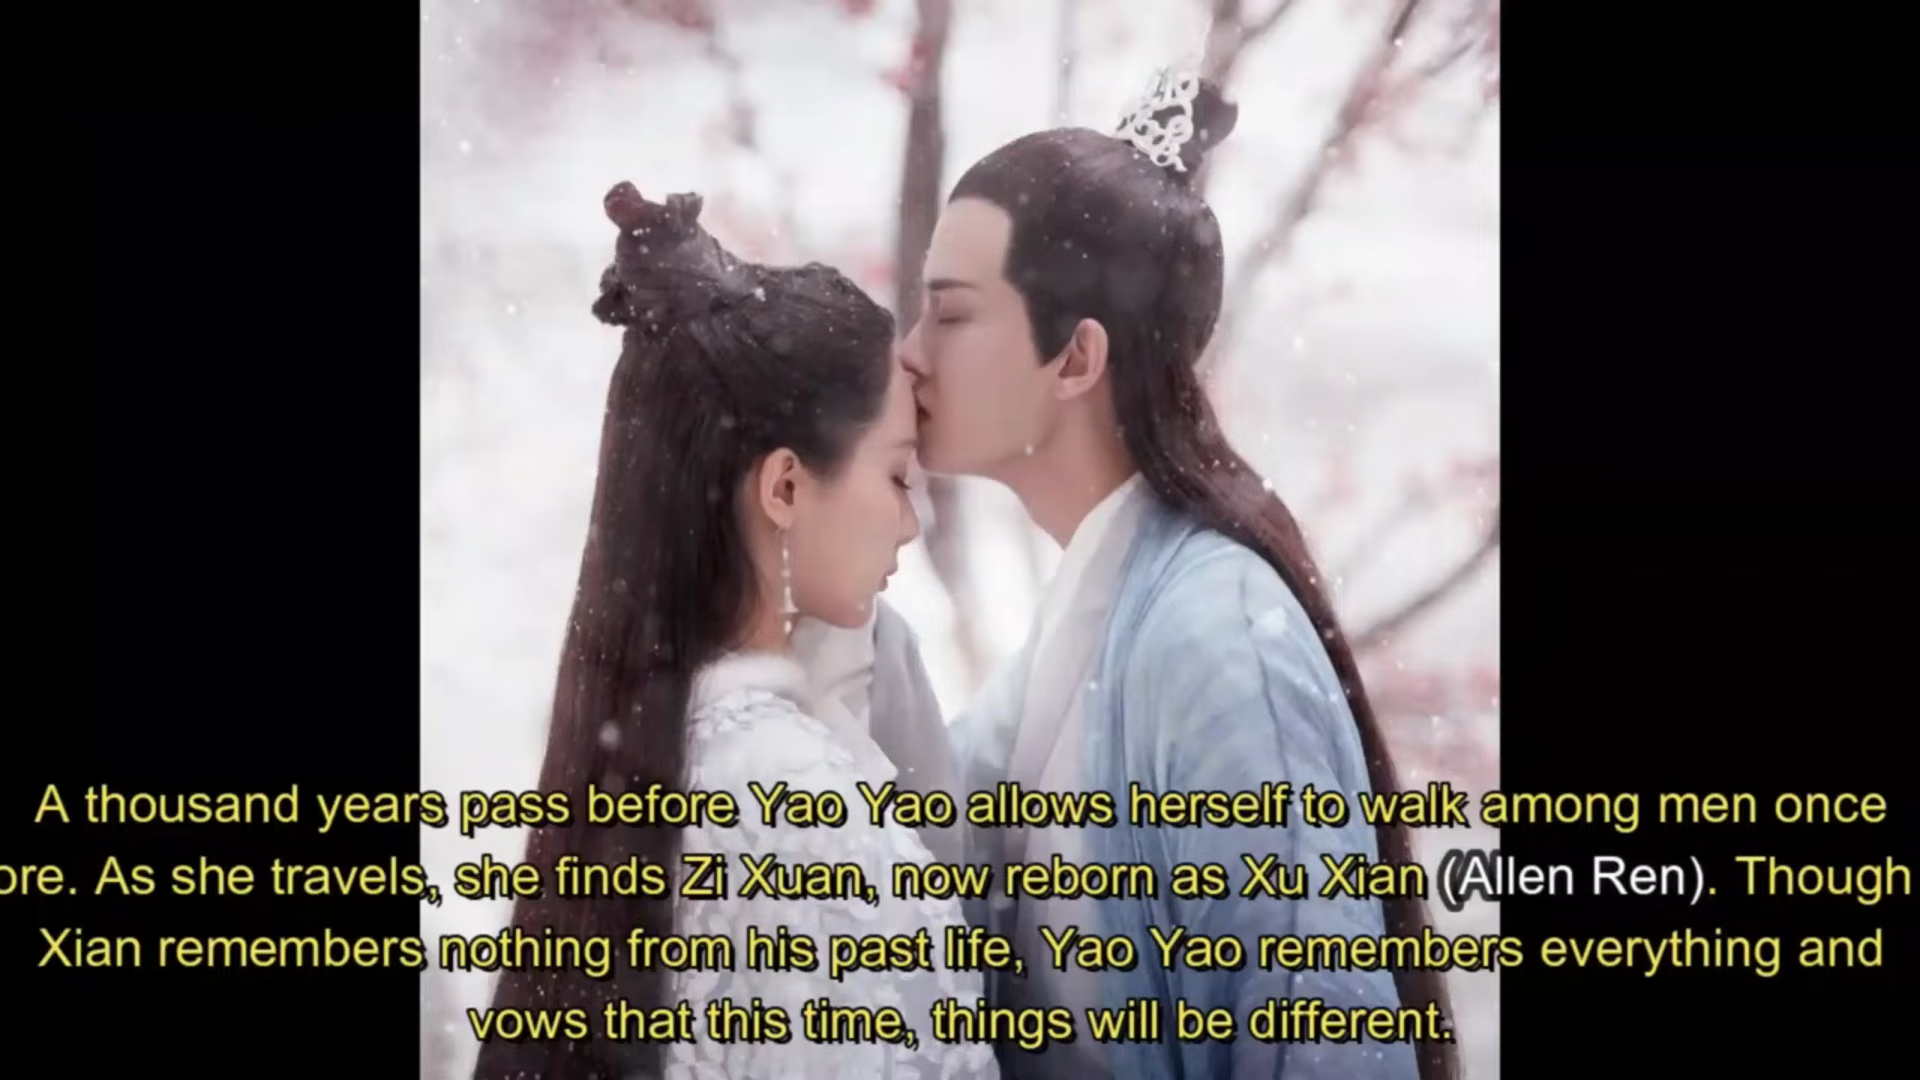 A thousand years pass before Yao Yao allows herself to walk among men once
ore. As she travels, she finds Zi Xuan, now reborn as Xu Xian (Allen Ren). Though
Xian remembers nothing from his past life, Yao Yao remembers everything and
vows that this time, things will be different.